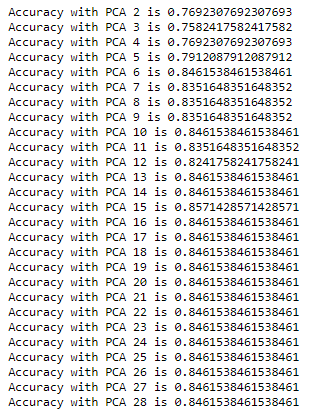 Accuracy with PCA 2 is 0.7692307692307693
Accuracy with PCA 3 is 0.7582417582417582
Accuracy with PCA 4 is 0.7692307692307693
Accuracy with PCA 5 is 0.7912087912087912
Accuracy with PCA 6 is 0.8461538461538461
Accuracy with PCA 7 is 0.8351648351648352
Accuracy with PCA 8 is 0.8351648351648352
Accuracy with PCA 9 is 0.8351648351648352
Accuracy with PCA 10 is 0.8461538461538461
Accuracy with PCA 11 is 0.8351648351648352
Accuracy with PCA 12 is 0.8241758241758241
Accuracy with PCA 13 is 0.8461538461538461
Accuracy with PCA 14 is 0.8461538461538461
Accuracy with PCA 15 is 0.8571428571428571
Accuracy with PCA 16 is 0.8461538461538461
Accuracy with PCA 17 is 0.8461538461538461
Accuracy with PCA 18 is 0.8461538461538461
Accuracy with PCA 19 is 0.8461538461538461
Accuracy with PCA 20 is 0.8461538461538461
Accuracy with PCA 21 is 0.8461538461538461
Accuracy with PCA 22 is 0.8461538461538461
Accuracy with PCA 23 is 0.8461538461538461
Accuracy with PCA 24 is 0.8461538461538461
Accuracy with PCA 25 is 0.8461538461538461
Accuracy with PCA 26 is 0.8461538461538461
Accuracy with PCA 27 is 0.8461538461538461
Accuracy with PCA 28 is 0.8461538461538461